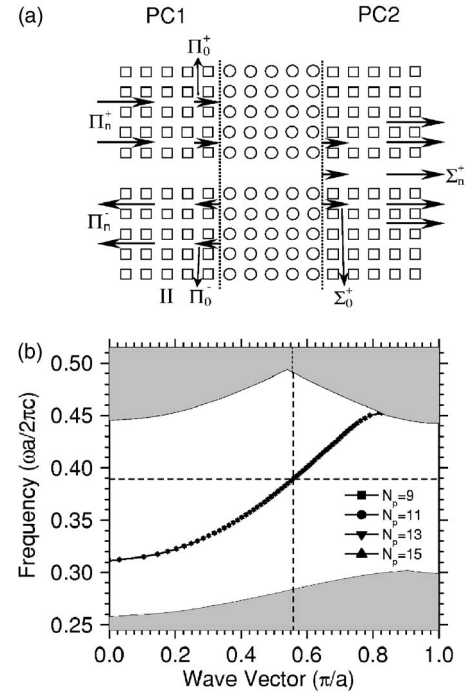 (a)
PC1 PC2
Π₀⁺
Πₙ⁺
Σₙ⁺
Πₙ⁻
II Π₀⁻ Σ₀⁺
(b)
0.50
0.45
0.40
0.35
0.30
0.25
Frequency (ωa/2πc)
Nₚ=9
Nₚ=11
Nₚ=13
Nₚ=15
0.0 0.2 0.4 0.6 0.8 1.0
Wave Vector (π/a)